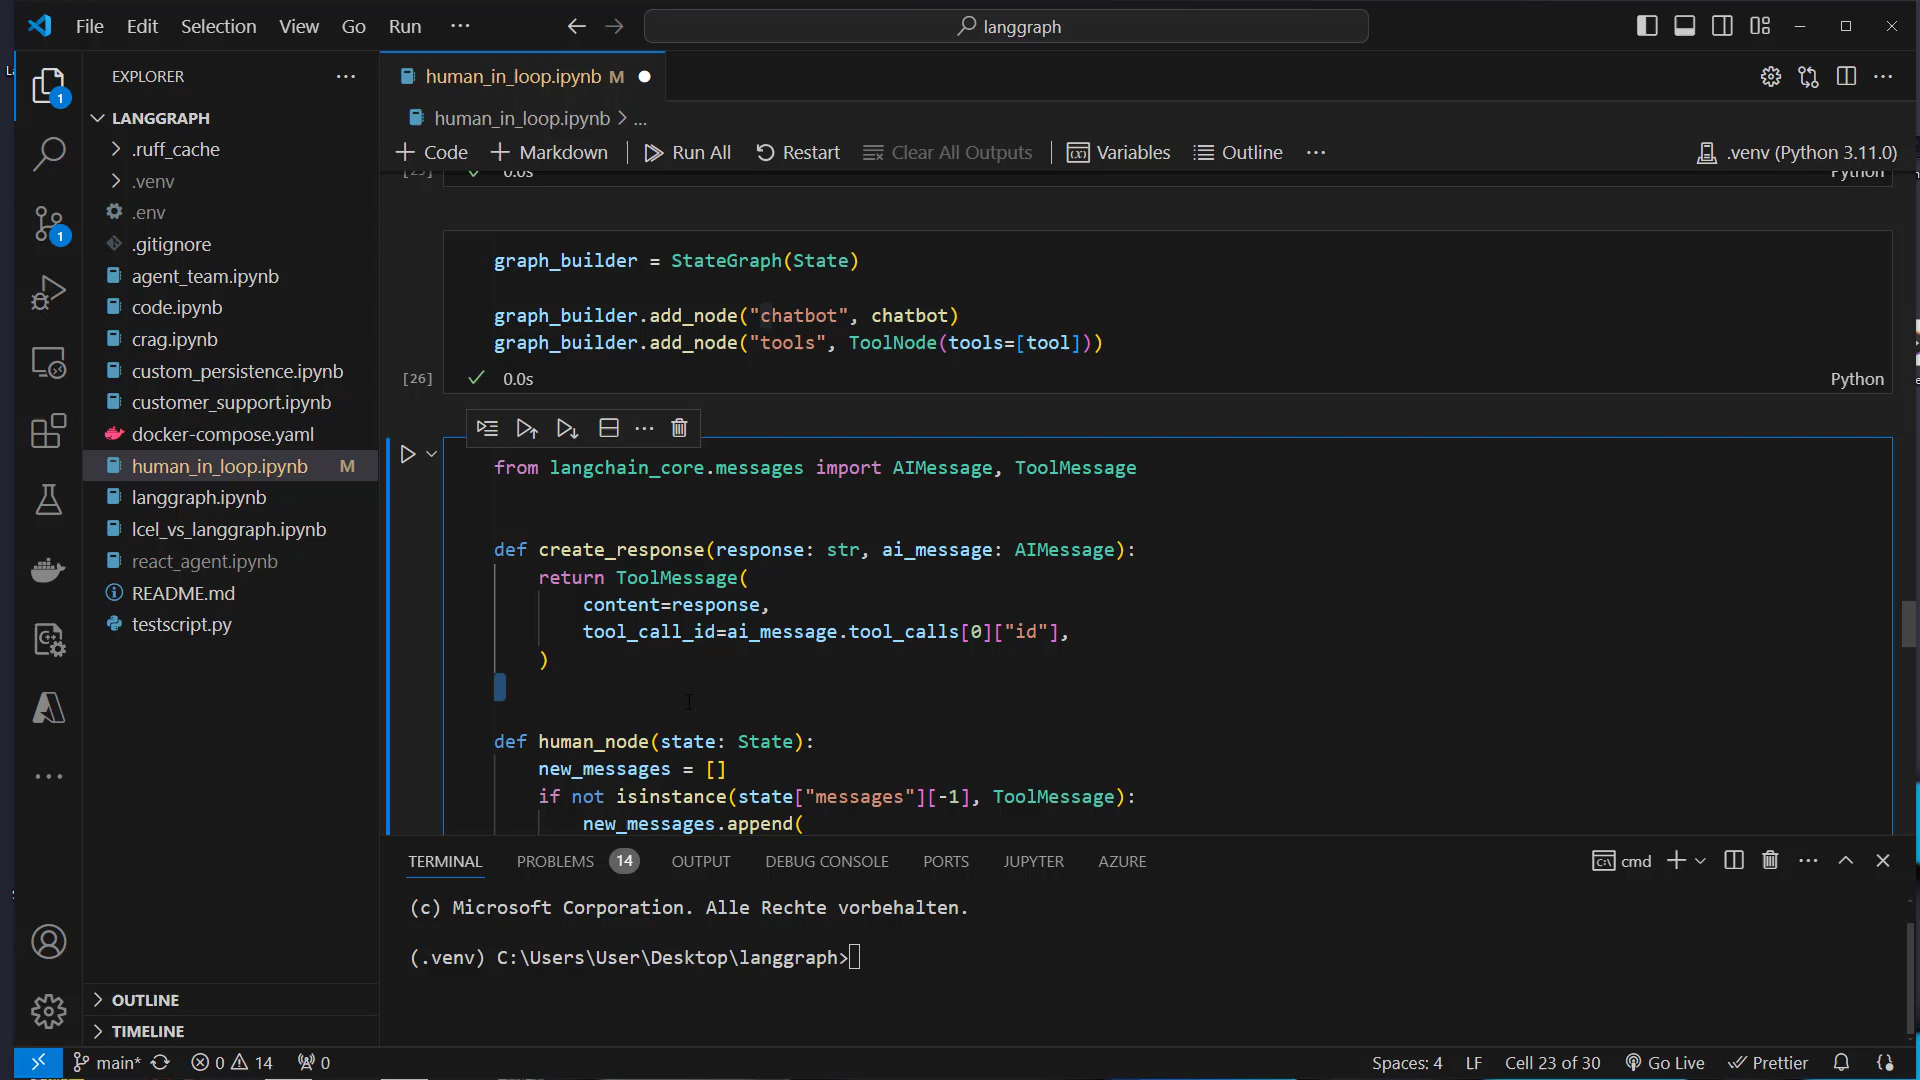 File Edit Selection View Go Run ···
langgraph
EXPLORER
LANGGRAPH
.ruff_cache
.venv
.env
.gitignore
agent_team.ipynb
code.ipynb
crag.ipynb
custom_persistence.ipynb
customer_support.ipynb
docker-compose.yaml
human_in_loop.ipynb M
langgraph.ipynb
lcel_vs_langgraph.ipynb
react_agent.ipynb
README.md
testscript.py
OUTLINE
TIMELINE
1
1
human_in_loop.ipynb M
human_in_loop.ipynb > ...
Code Markdown Run All Restart Clear All Outputs Variables Outline ···
.venv (Python 3.11.0)
0.0s Python
graph_builder = StateGraph(State)
graph_builder.add_node("chatbot", chatbot)
graph_builder.add_node("tools", ToolNode(tools=[tool]))
[26] 0.0s Python
from langchain_core.messages import AIMessage, ToolMessage
def create_response(response: str, ai_message: AIMessage):
return ToolMessage(
content=response,
tool_call_id=ai_message.tool_calls[0]["id"],
)
def human_node(state: State):
new_messages = []
if not isinstance(state["messages"][-1], ToolMessage):
new_messages.append(
TERMINAL PROBLEMS 14 OUTPUT DEBUG CONSOLE PORTS JUPYTER AZURE
cmd
(c) Microsoft Corporation. Alle Rechte vorbehalten.
(.venv) C:\Users\User\Desktop\langgraph>
main* 0 14 0
Spaces: 4 LF Cell 23 of 30 Go Live Prettier